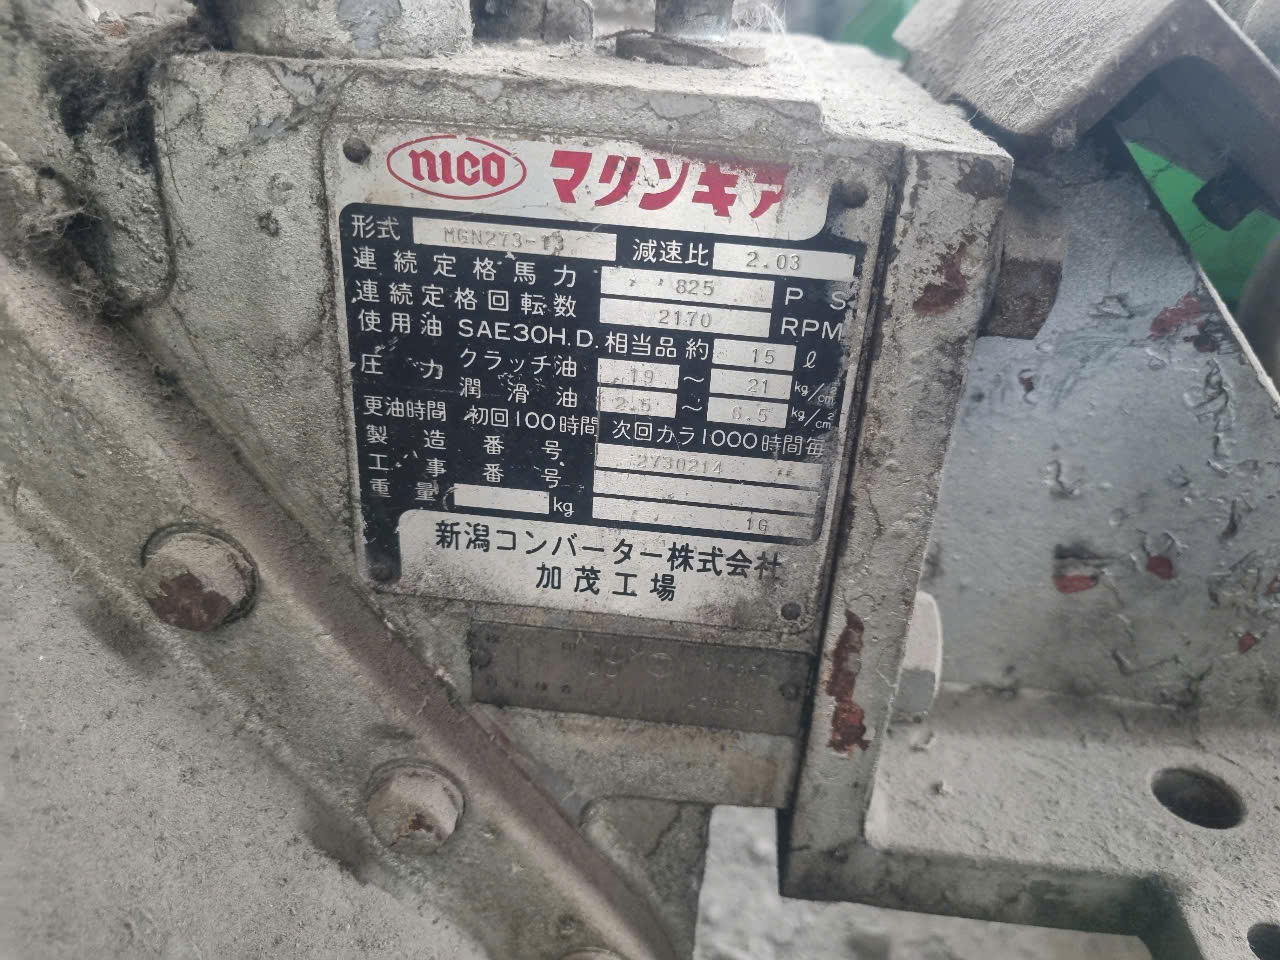 NICO マリンギア
形式 MGN273-13 減速比 2.03
連続定格馬力 825 PS
連続定格回転数 2170 RPM
使用油 SAE30H.D.相当品約 15 ℓ
圧力 クラッチ油 19 ～ 21 kg/cm²
潤滑油 2.5 ～ 6.5 kg/cm²
更油時間 初回100時間 次回カラ1000時間毎
製造番号 2730214
工事番号
重量 kg 1G
新潟コンバーター株式会社
加茂工場